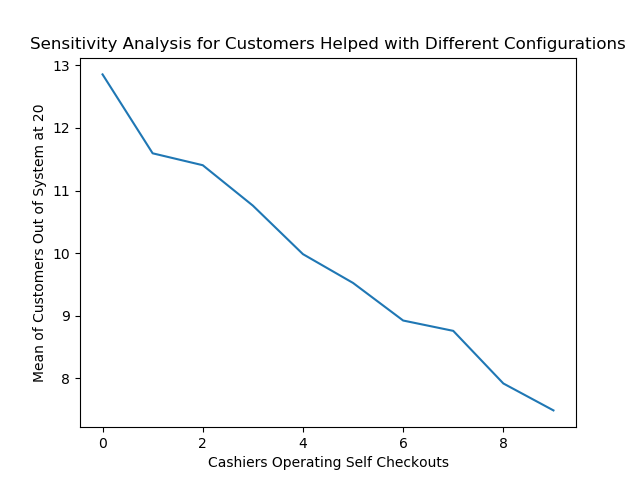 Sensitivity Analysis for Customers Helped with Different Configurations
Mean of Customers Out of System at 20
13
12
11
10
9
8
0 2 4 6 8
Cashiers Operating Self Checkouts